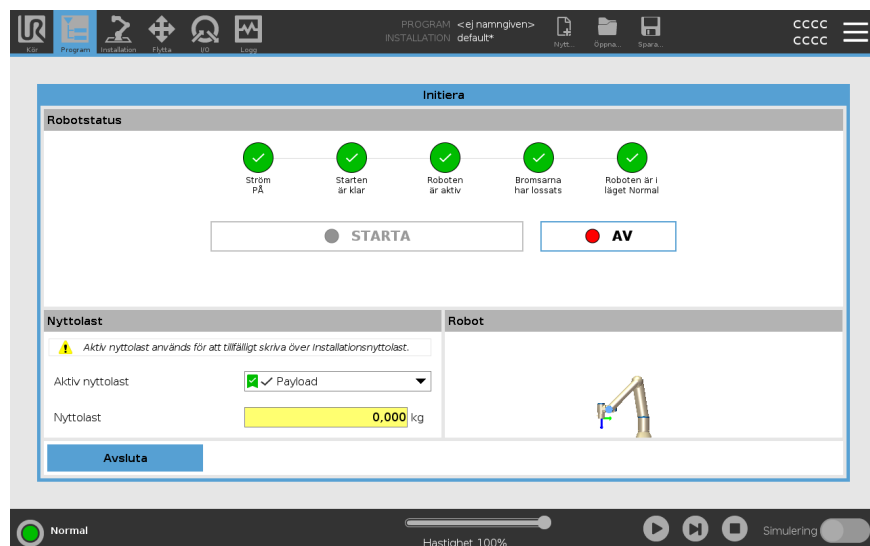 PROGRAM <ej namngiven>
INSTALLATION default*
CCCC
CCCC
Kör
Program
Installation
Flytta
I/O
Logg
Nytt...
Öppna...
Spara...
Initiera
Robotstatus
Ström
PÅ
Starten
är klar
Roboten
är aktiv
Bromsarna
har lossats
Roboten är i
läget Normal
STARTA
AV
Nyttolast
Robot
Aktiv nyttolast används för att tillfälligt skriva över Installationsnyttolast.
Aktiv nyttolast
Payload
Nyttolast
0,000 kg
Avsluta
Normal
Hastighet 100%
Simulering